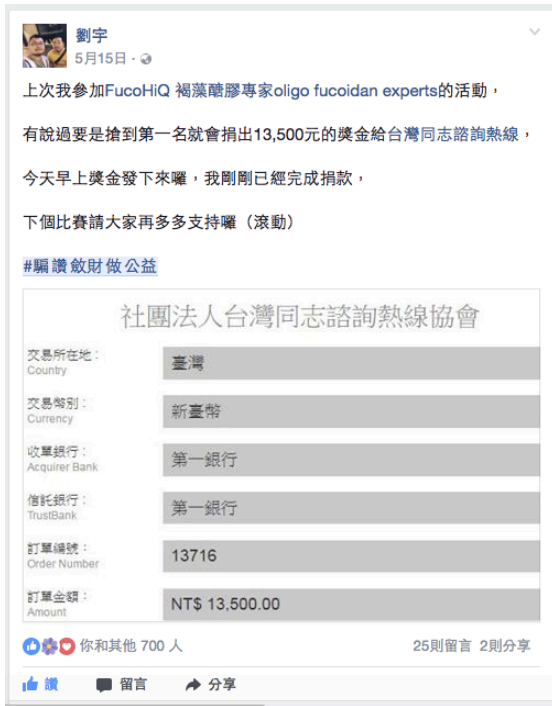 劉宇
5月15日
上次我參加FucoHiQ 褐藻醣膠專家oligo fucoidan experts的活動，
有說過要是搶到第一名就會捐出13,500元的獎金給台灣同志諮詢熱線，
今天早上獎金發下來囉，我剛剛已經完成捐款，
下個比賽請大家再多多支持囉（滾動）
#騙讚斂財做公益
社團法人台灣同志諮詢熱線協會
交易所在地：
Country
臺灣
交易幣別：
Currency
新臺幣
收單銀行：
Acquirer Bank
第一銀行
信託銀行：
TrustBank
第一銀行
訂單編號：
Order Number
13716
訂單金額：
Amount
NT$ 13,500.00
你和其他 700 人
25則留言 2則分享
讚 留言 分享